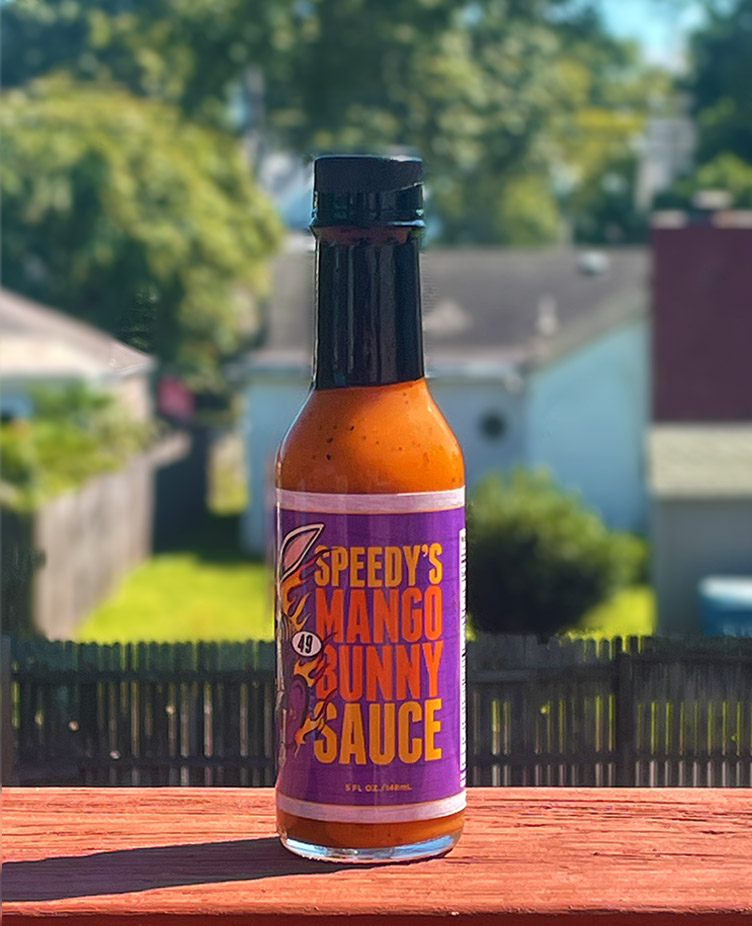 SPEEDY'S
MANGO
BUNNY
SAUCE
49
5 FL OZ./148mL